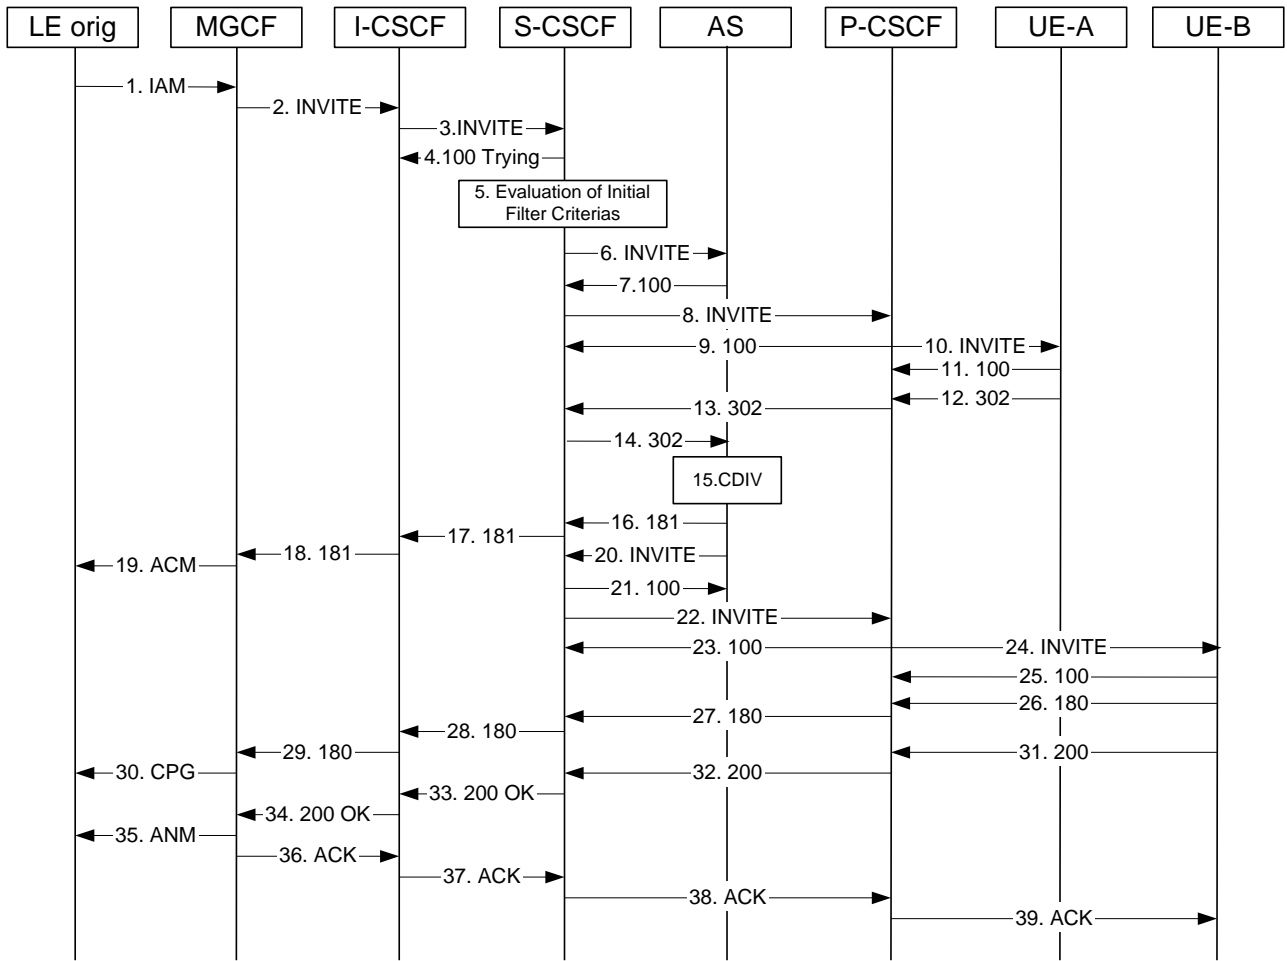 LE orig
MGCF
I-CSCF
S-CSCF
AS
P-CSCF
UE-A
UE-B
1. IAM
2. INVITE
3.INVITE
4.100 Trying
5. Evaluation of Initial
Filter Criterias
6. INVITE
7.100
8. INVITE
9. 100
10. INVITE
11. 100
12. 302
13. 302
14. 302
15.CDIV
16. 181
17. 181
18. 181
19. ACM
20. INVITE
21. 100
22. INVITE
23. 100
24. INVITE
25. 100
26. 180
27. 180
28. 180
29. 180
30. CPG
31. 200
32. 200
33. 200 OK
34. 200 OK
35. ANM
36. ACK
37. ACK
38. ACK
39. ACK